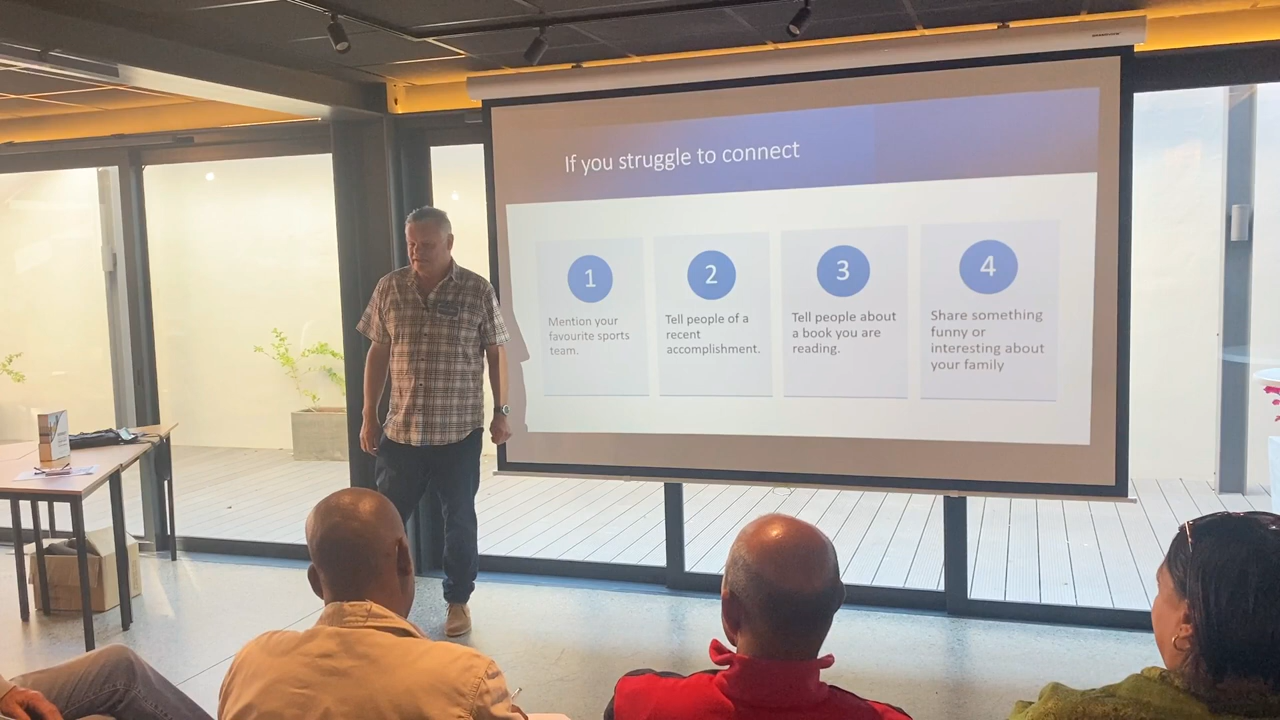 If you struggle to connect
1
Mention your
favourite sports
team.
2
Tell people of a
recent
accomplishment.
3
Tell people about
a book you are
reading.
4
Share something
funny or
interesting about
your family